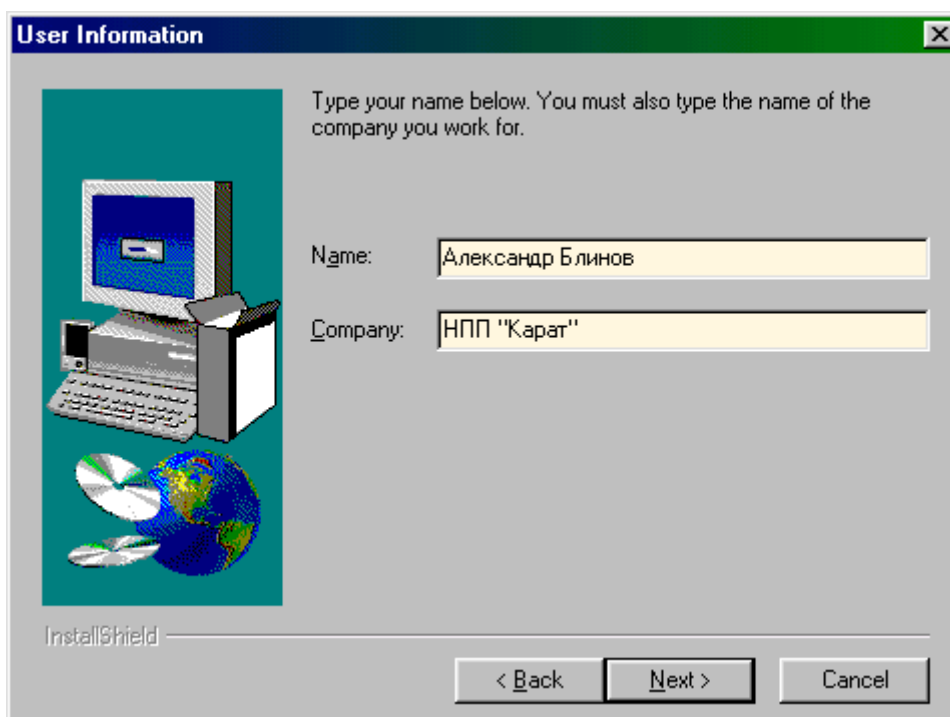 User Information
Type your name below. You must also type the name of the
company you work for.
Name:
Александр Блинов
Company:
НПП "Карат"
InstallShield
< Back
Next >
Cancel